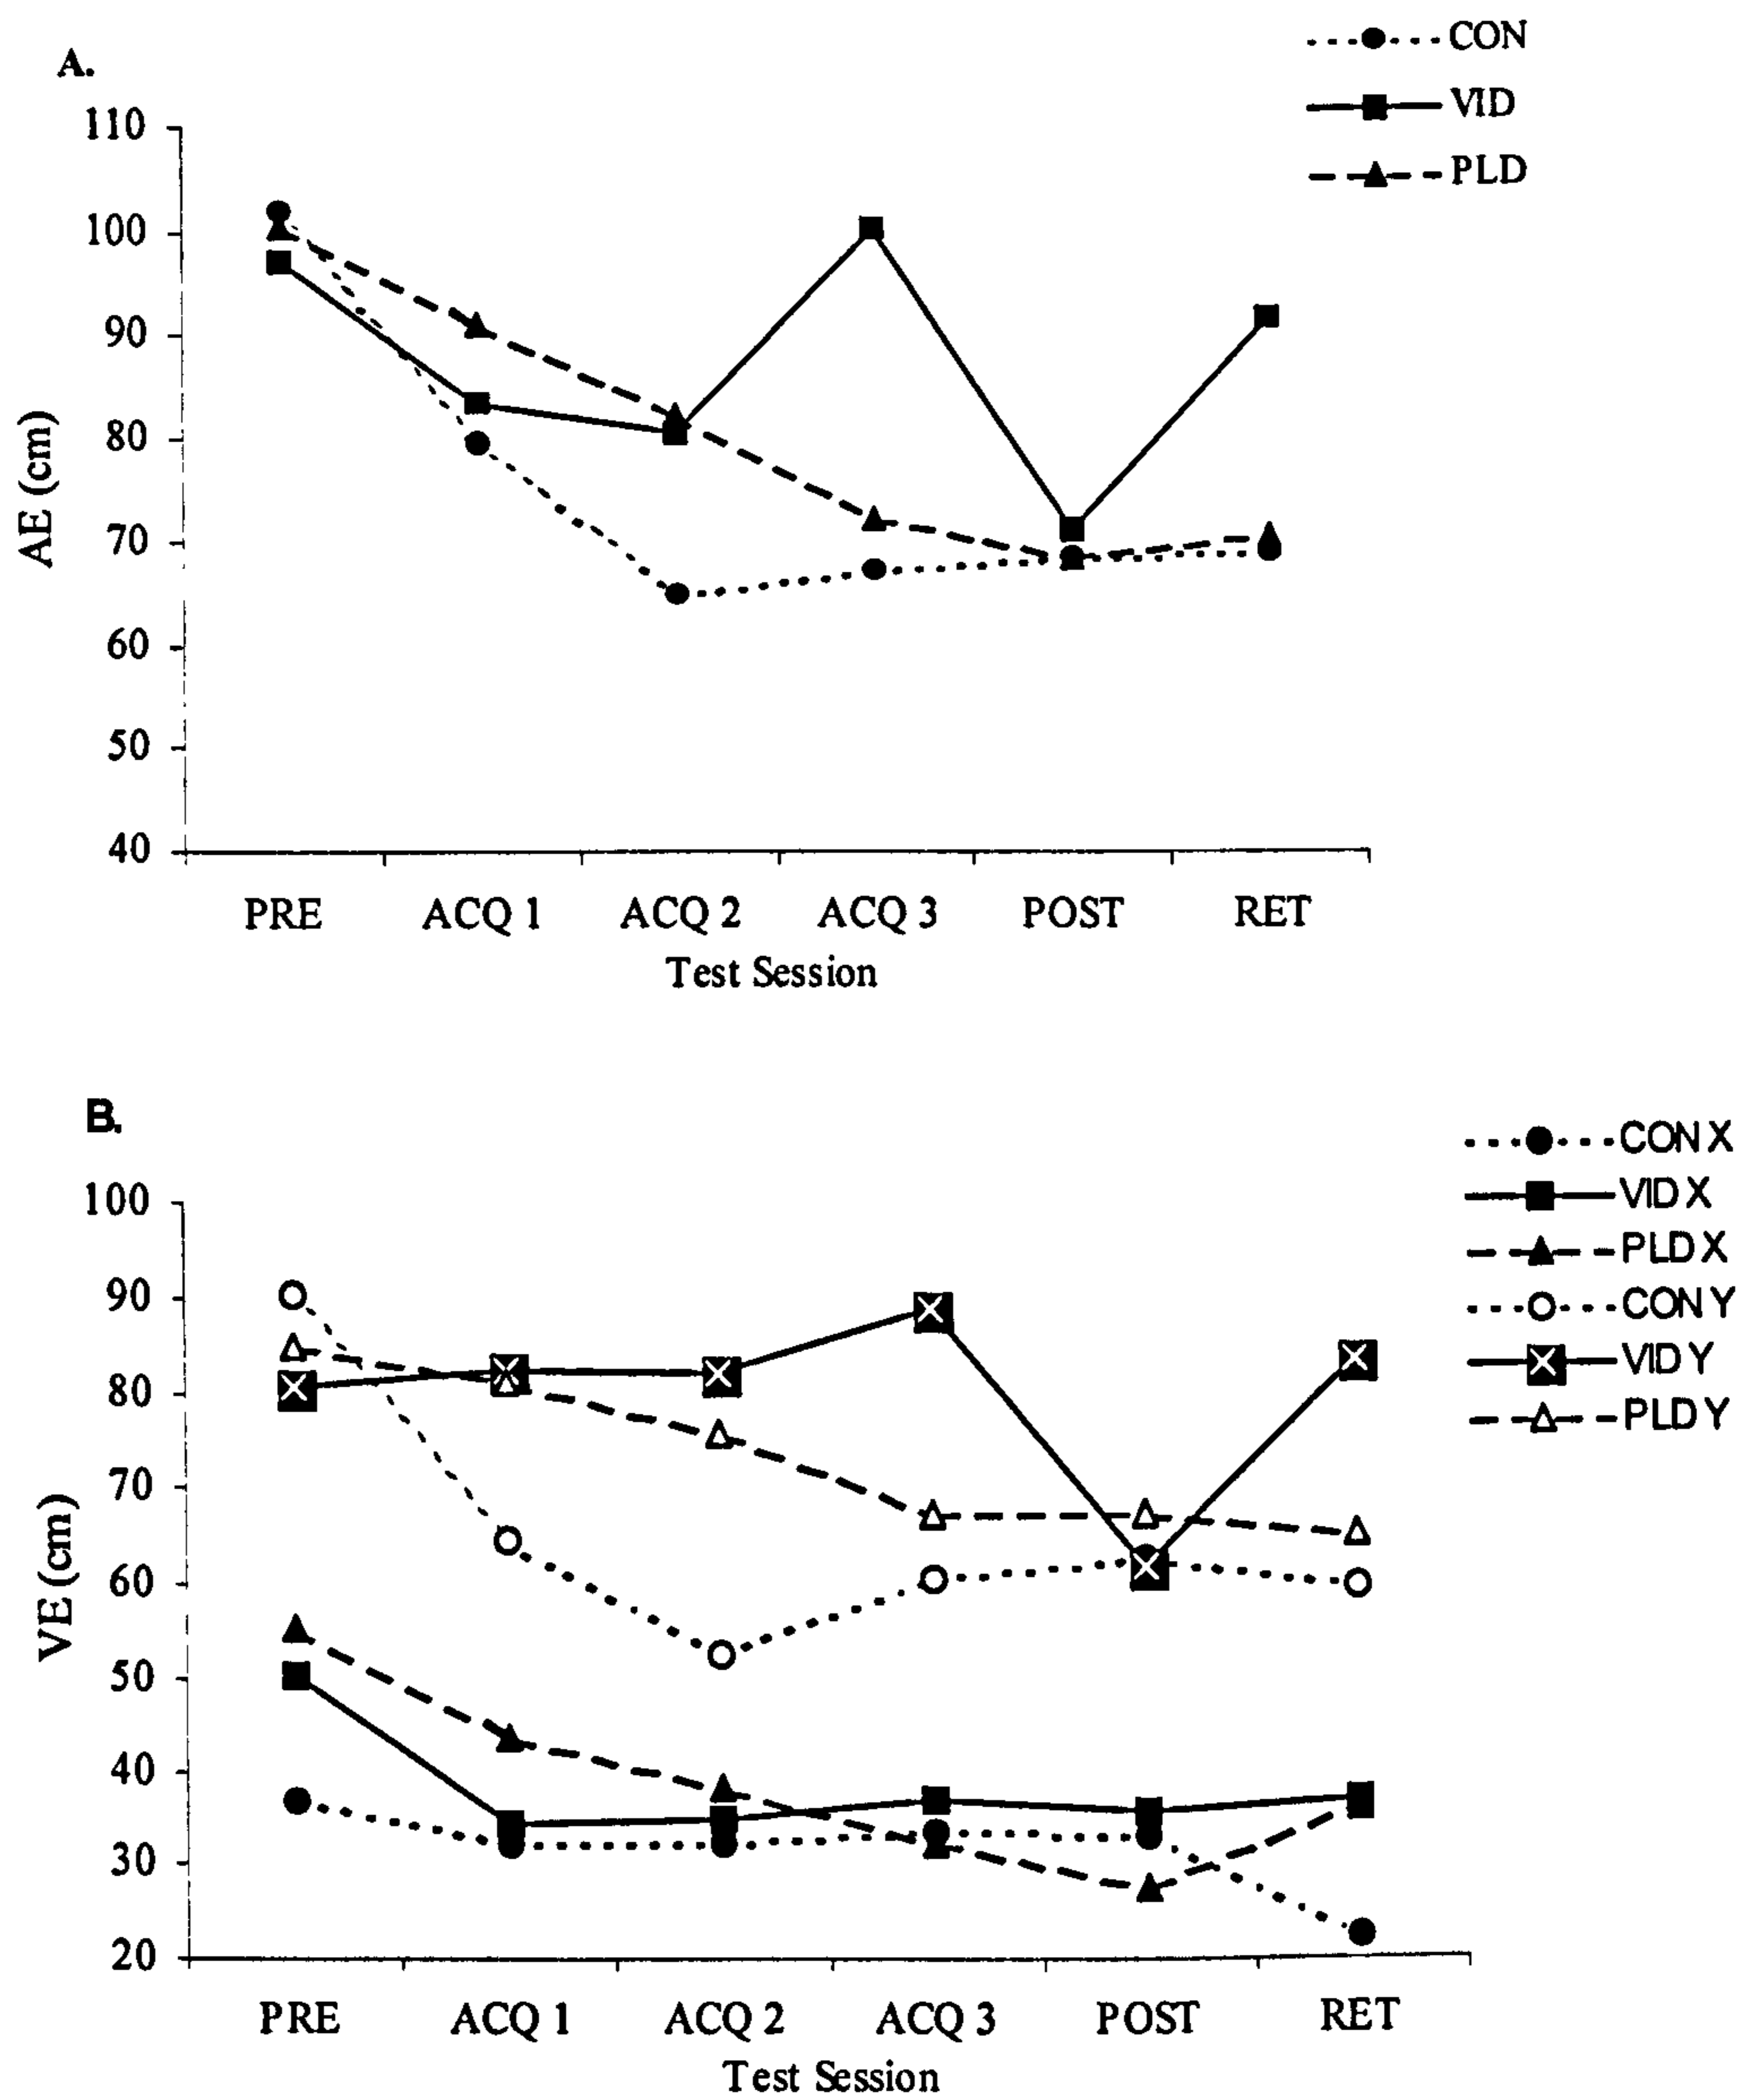 A.
CON
VID
PLD
110
100
90
80
70
60
50
40
AE (cm)
PRE ACQ 1 ACQ 2 ACQ 3 POST RET
Test Session
B.
CON X
VID X
PLD X
CON Y
VID Y
PLD Y
100
90
80
70
60
50
40
30
20
VE (cm)
PRE ACQ 1 ACQ 2 ACQ 3 POST RET
Test Session